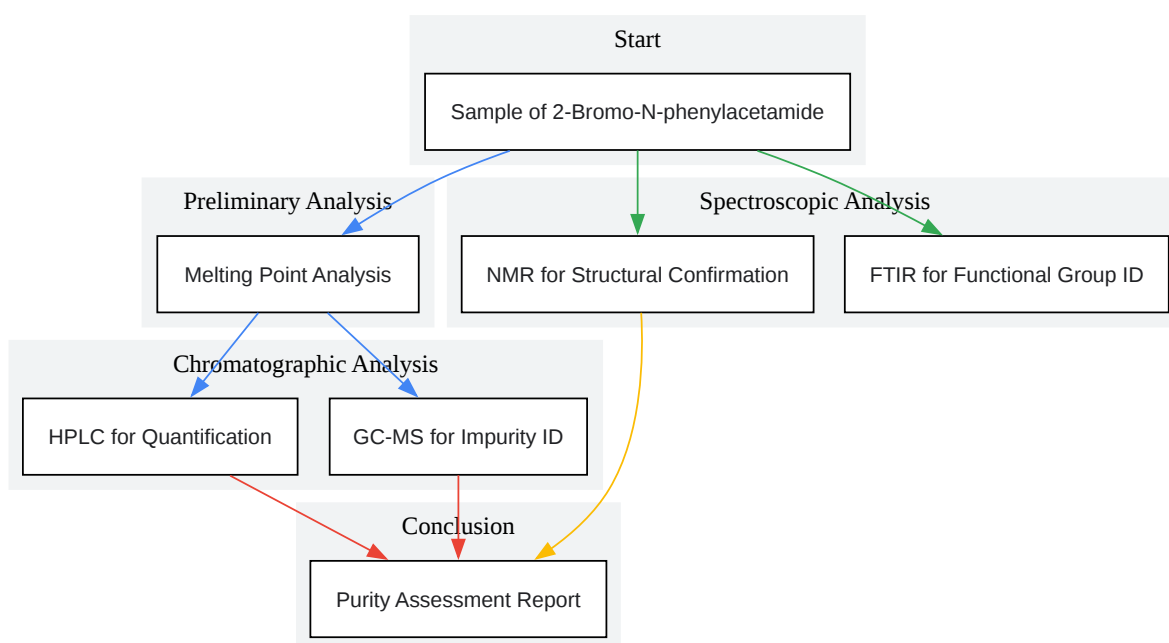 Start
Sample of 2-Bromo-N-phenylacetamide
Preliminary Analysis
Spectroscopic Analysis
Melting Point Analysis
NMR for Structural Confirmation
FTIR for Functional Group ID
Chromatographic Analysis
HPLC for Quantification
GC-MS for Impurity ID
Conclusion
Purity Assessment Report